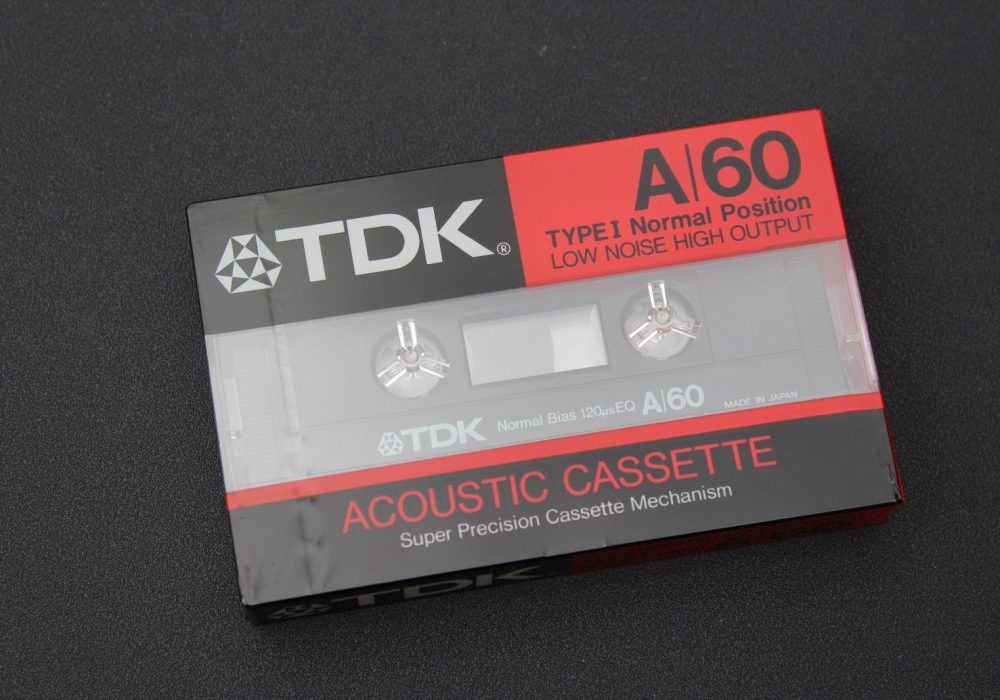 TDK®
A|60
TYPE I Normal Position
LOW NOISE HIGH OUTPUT
TDK Normal Bias 120μs EQ A|60 MADE IN JAPAN
ACOUSTIC CASSETTE
Super Precision Cassette Mechanism
TDK
A|60